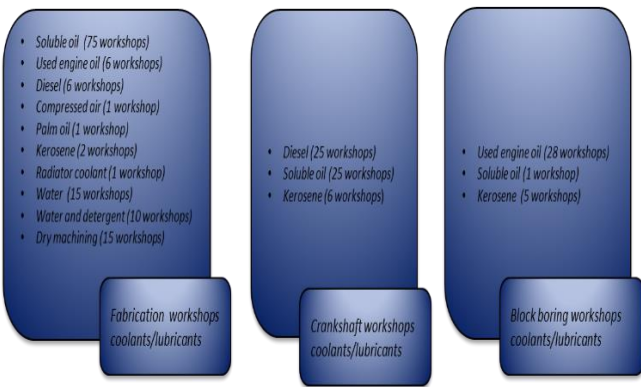 • Soluble oil (75 workshops)
• Used engine oil (6 workshops)
• Diesel (6 workshops)
• Compressed air (1 workshop)
• Palm oil (1 workshop)
• Kerosene (2 workshops)
• Radiator coolant (1 workshop)
• Water (15 workshops)
• Water and detergent (10 workshops)
• Dry machining (15 workshops)
Fabrication workshops
coolants/lubricants
• Diesel (25 workshops)
• Soluble oil (25 workshops)
• Kerosene (6 workshops)
Crankshaft workshops
coolants/lubricants
• Used engine oil (28 workshops)
• Soluble oil (1 workshop)
• Kerosene (5 workshops)
Block boring workshops
coolants/lubricants